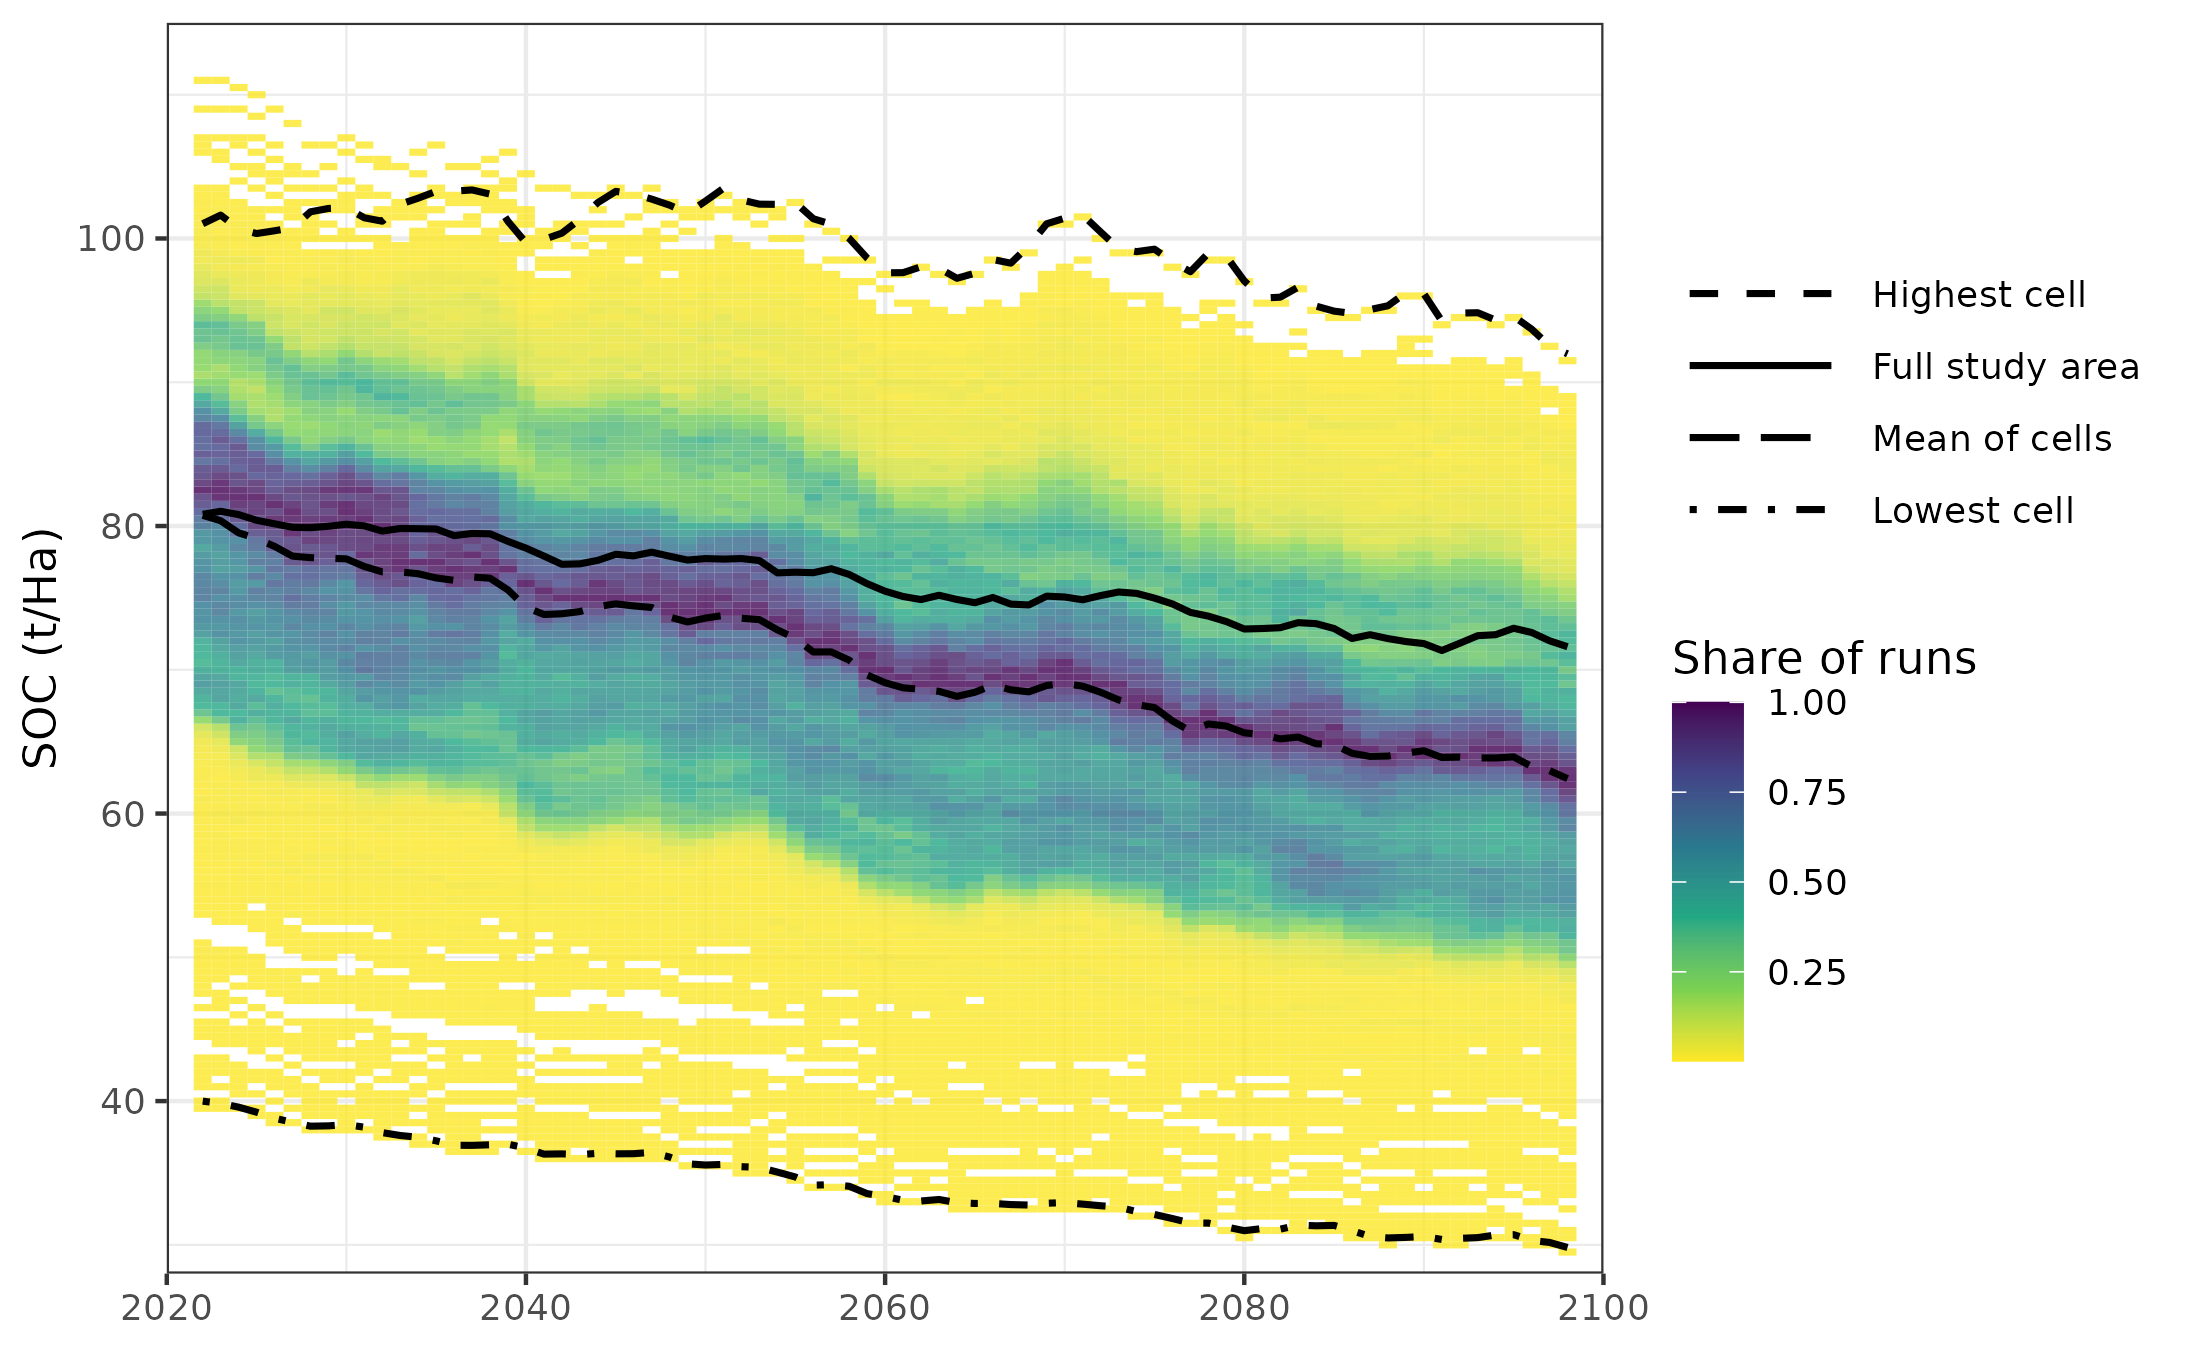 SOC (t/Ha)
100
80
60
40
2020 2040 2060 2080 2100
Highest cell
Full study area
Mean of cells
Lowest cell
Share of runs
1.00
0.75
0.50
0.25